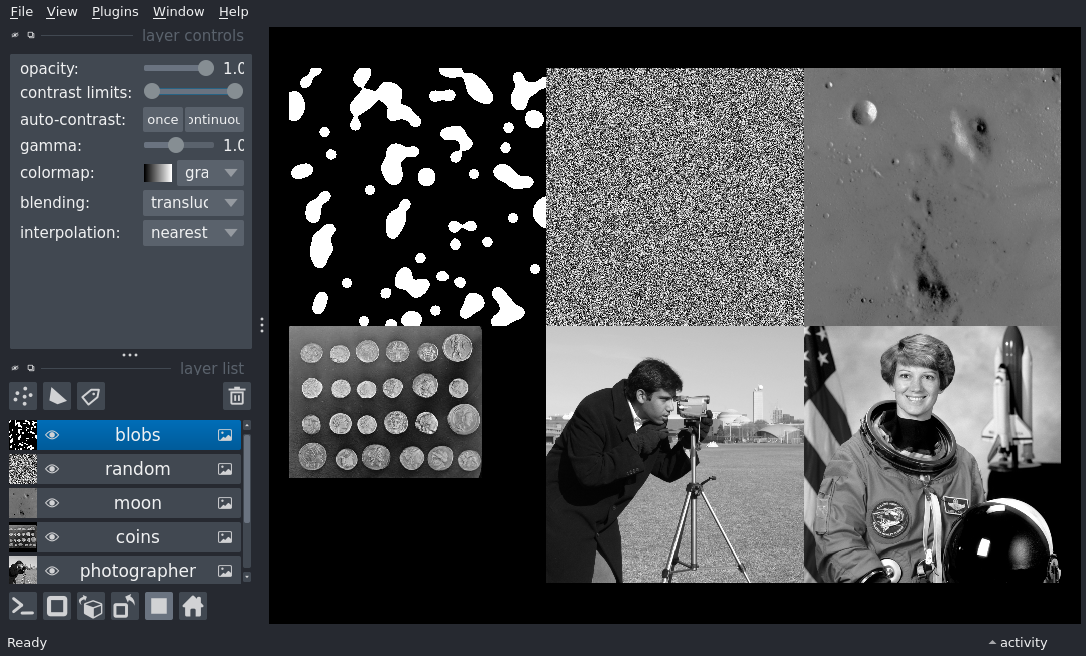 File View Plugins Window Help
layer controls
opacity: 1.0
contrast limits:
auto-contrast: once ontinuou
gamma: 1.0
colormap: gra
blending: transluc
interpolation: nearest
layer list
blobs
random
moon
coins
photographer
Ready
activity